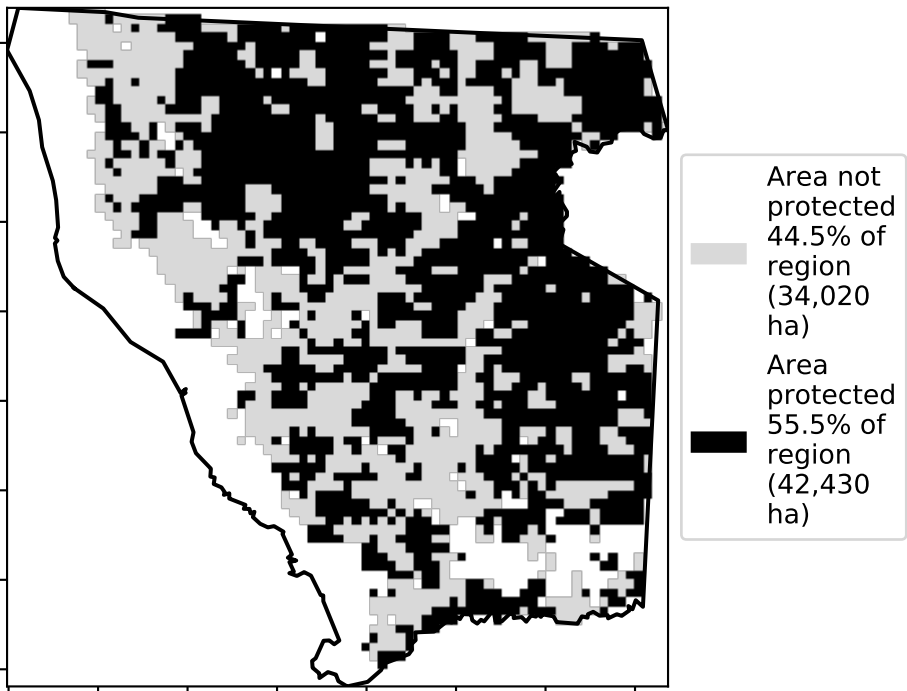 Area not
protected
44.5% of
region
(34,020
ha)
Area
protected
55.5% of
region
(42,430
ha)